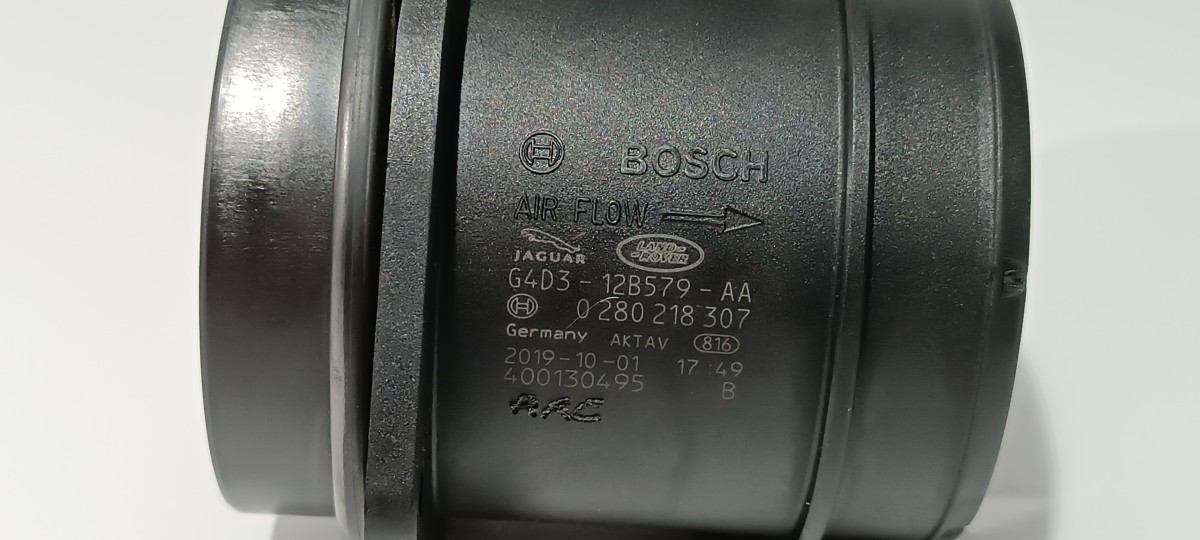 BOSCH
AIR FLOW
JAGUAR LAND-ROVER
G4D3-12B579-AA
0 280 218 307
Germany AKTAV 816
2019-10-01 17:49
400130495 B